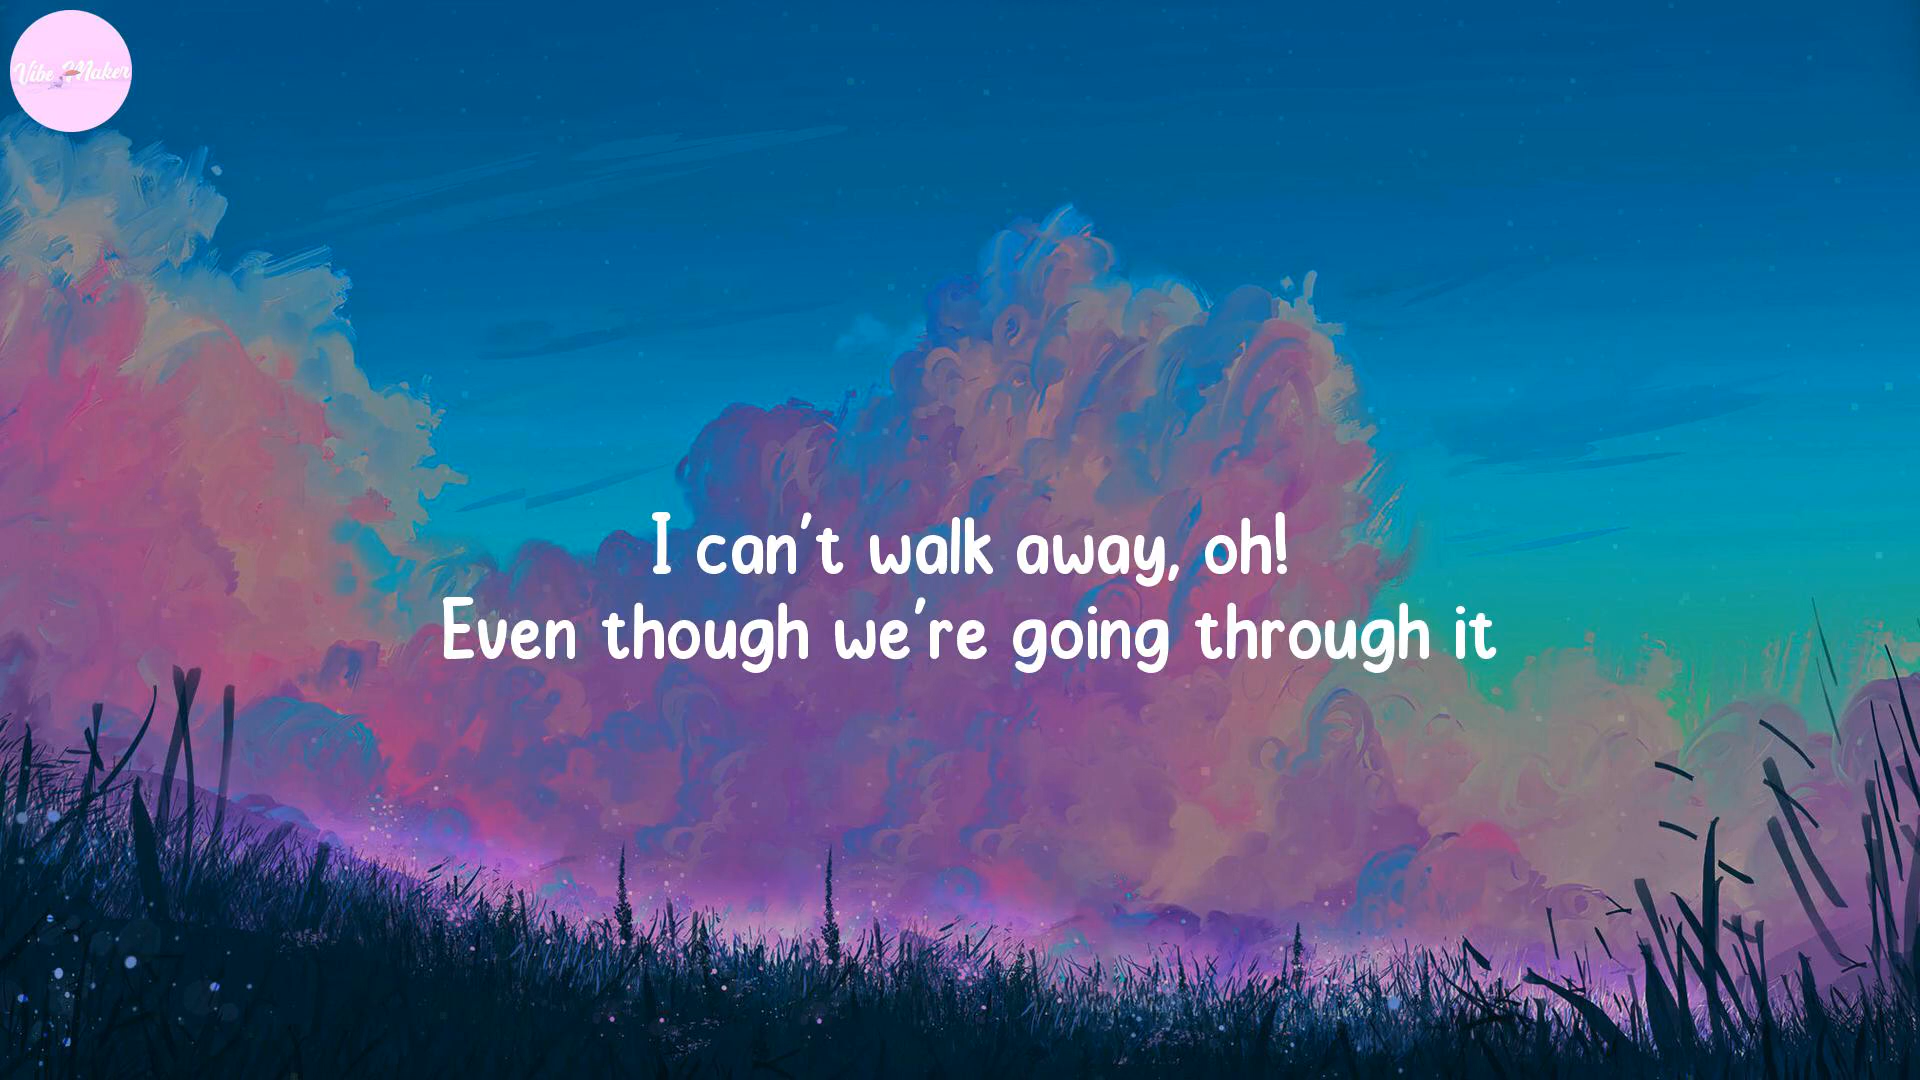 Vibe Maker
I can't walk away, oh!
Even though we're going through it